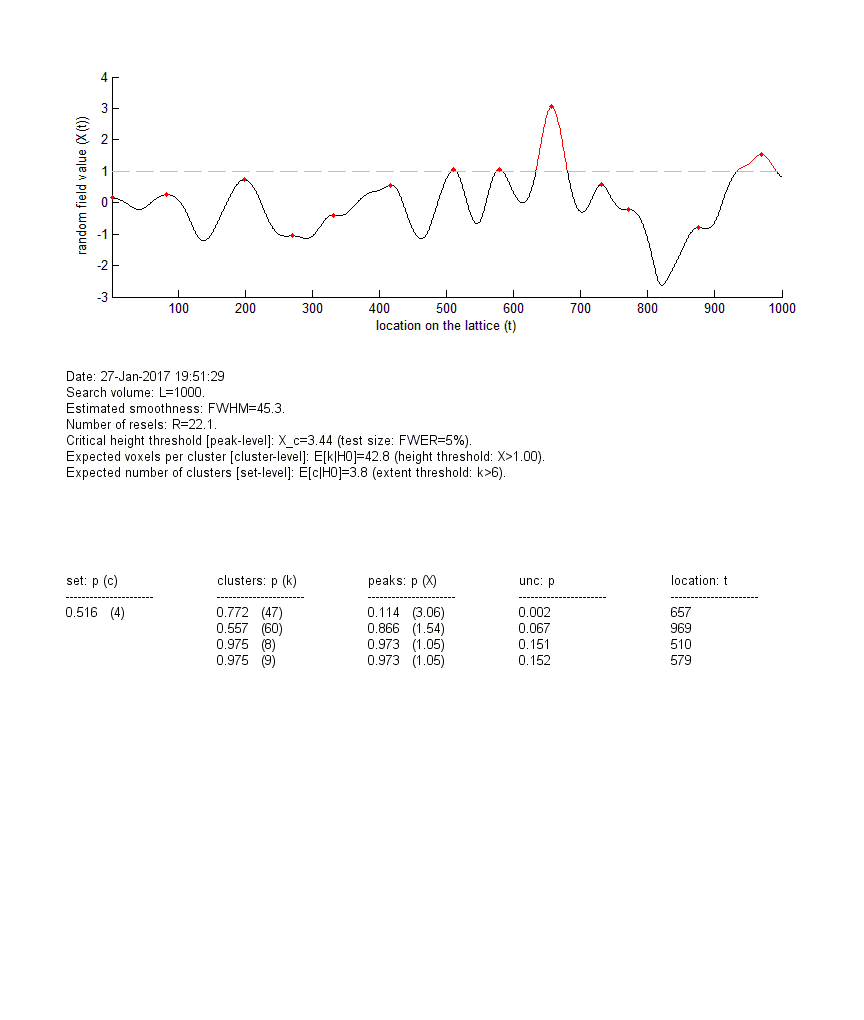 4
3
2
1
0
-1
-2
-3
random field value (X(t))
100 200 300 400 500 600 700 800 900 1000
location on the lattice (t)
Date: 27-Jan-2017 19:51:29
Search volume: L=1000.
Estimated smoothness: FWHM=45.3.
Number of resels: R=22.1.
Critical height threshold [peak-level]: X_c=3.44 (test size: FWER=5%).
Expected voxels per cluster [cluster-level]: E[k|H0]=42.8 (height threshold: X>1.00).
Expected number of clusters [set-level]: E[c|H0]=3.8 (extent threshold: k>6).
set: p (c) clusters: p (k) peaks: p (X) unc: p location: t
---------------------- ---------------------- ---------------------- ---------------------- ----------------------
0.516 (4) 0.772 (47) 0.114 (3.06) 0.002 657
0.557 (60) 0.866 (1.54) 0.067 969
0.975 (8) 0.973 (1.05) 0.151 510
0.975 (9) 0.973 (1.05) 0.152 579